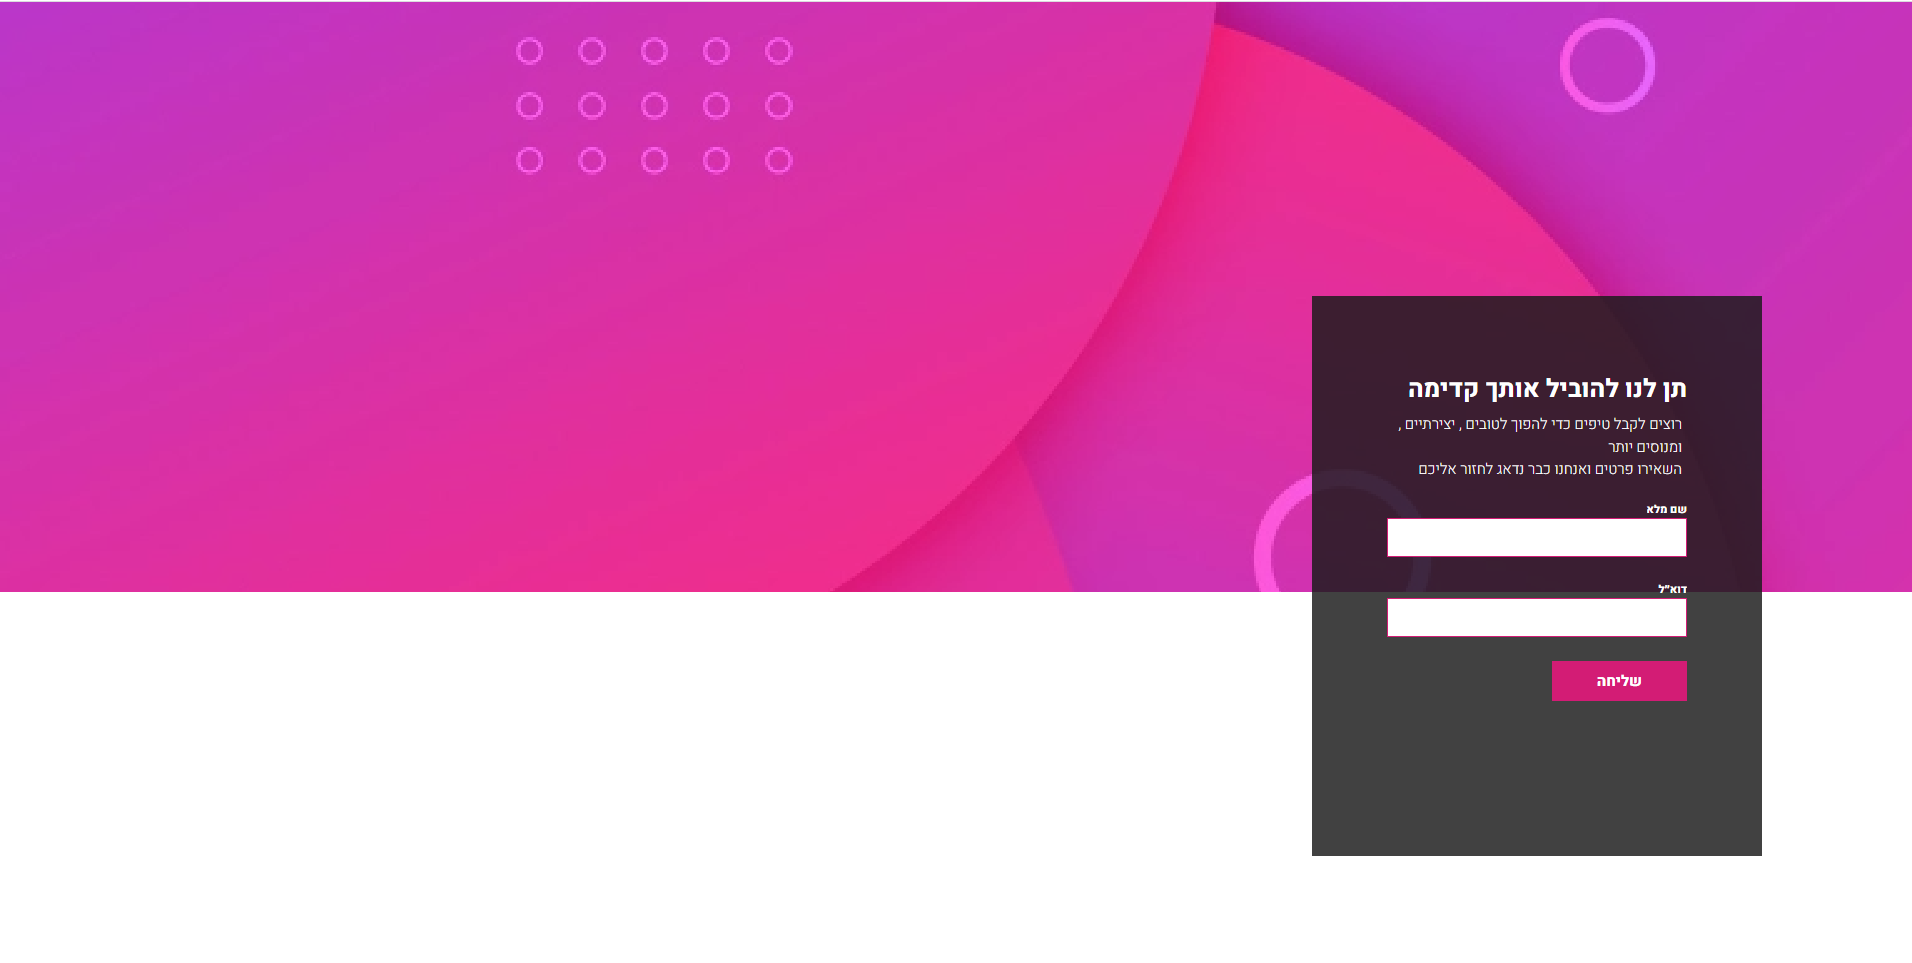 תן לנו להוביל אותך קדימה
רוצים לקבל טיפים כדי להפוך לטובים , יצירתיים ,
ומנוסים יותר
השאירו פרטים ואנחנו כבר נדאג לחזור אליכם
שם מלא
דוא״ל
שליחה